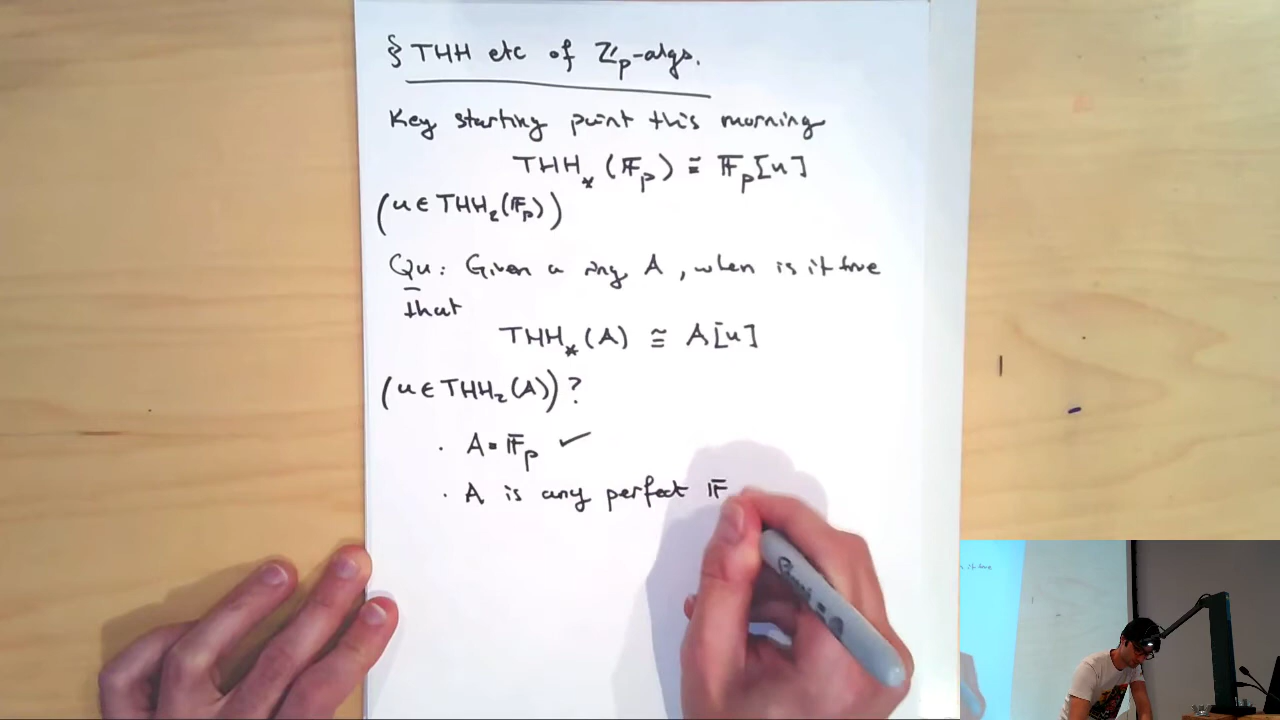 § THH etc of ℤp-algs.
Key starting point this morning
THH_*(𝔽_p) ≅ 𝔽_p[u]
(u ∈ THH_2(𝔽_p))
Qu: Given a ring A, when is it true
that
THH_*(A) ≅ A[u]
(u ∈ THH_2(A))?
· A = 𝔽_p ✓
· A is any perfect 𝔽